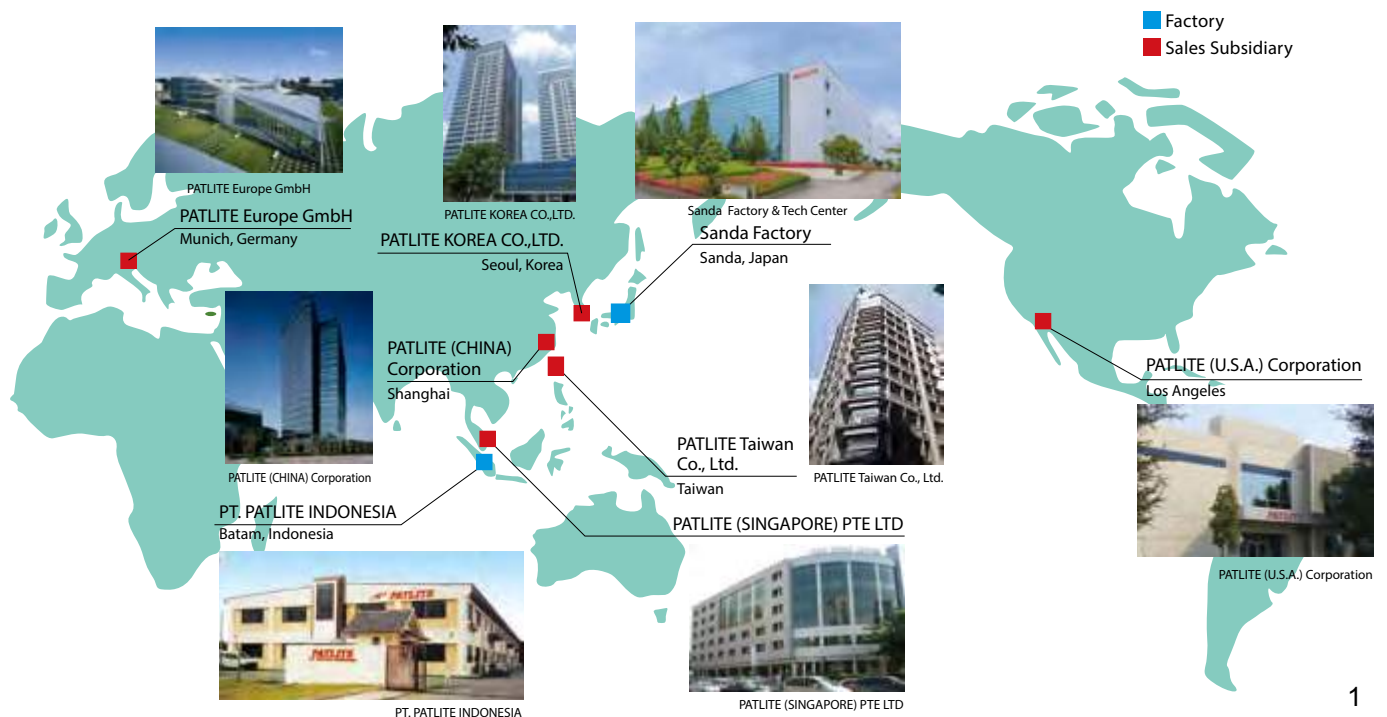 Factory
Sales Subsidiary
PATLITE Europe GmbH
PATLITE Europe GmbH
Munich, Germany
PATLITE KOREA CO.,LTD.
PATLITE KOREA CO.,LTD.
Seoul, Korea
Sanda Factory & Tech Center
Sanda Factory
Sanda, Japan
PATLITE (CHINA)
Corporation
Shanghai
PATLITE (CHINA) Corporation
PATLITE Taiwan
Co., Ltd.
Taiwan
PATLITE Taiwan Co., Ltd.
PATLITE (U.S.A.) Corporation
Los Angeles
PATLITE
PATLITE (U.S.A.) Corporation
PT. PATLITE INDONESIA
Batam, Indonesia
PATLITE
PATLITE
PT. PATLITE INDONESIA
PATLITE (SINGAPORE) PTE LTD
PATLITE (SINGAPORE) PTE LTD
1